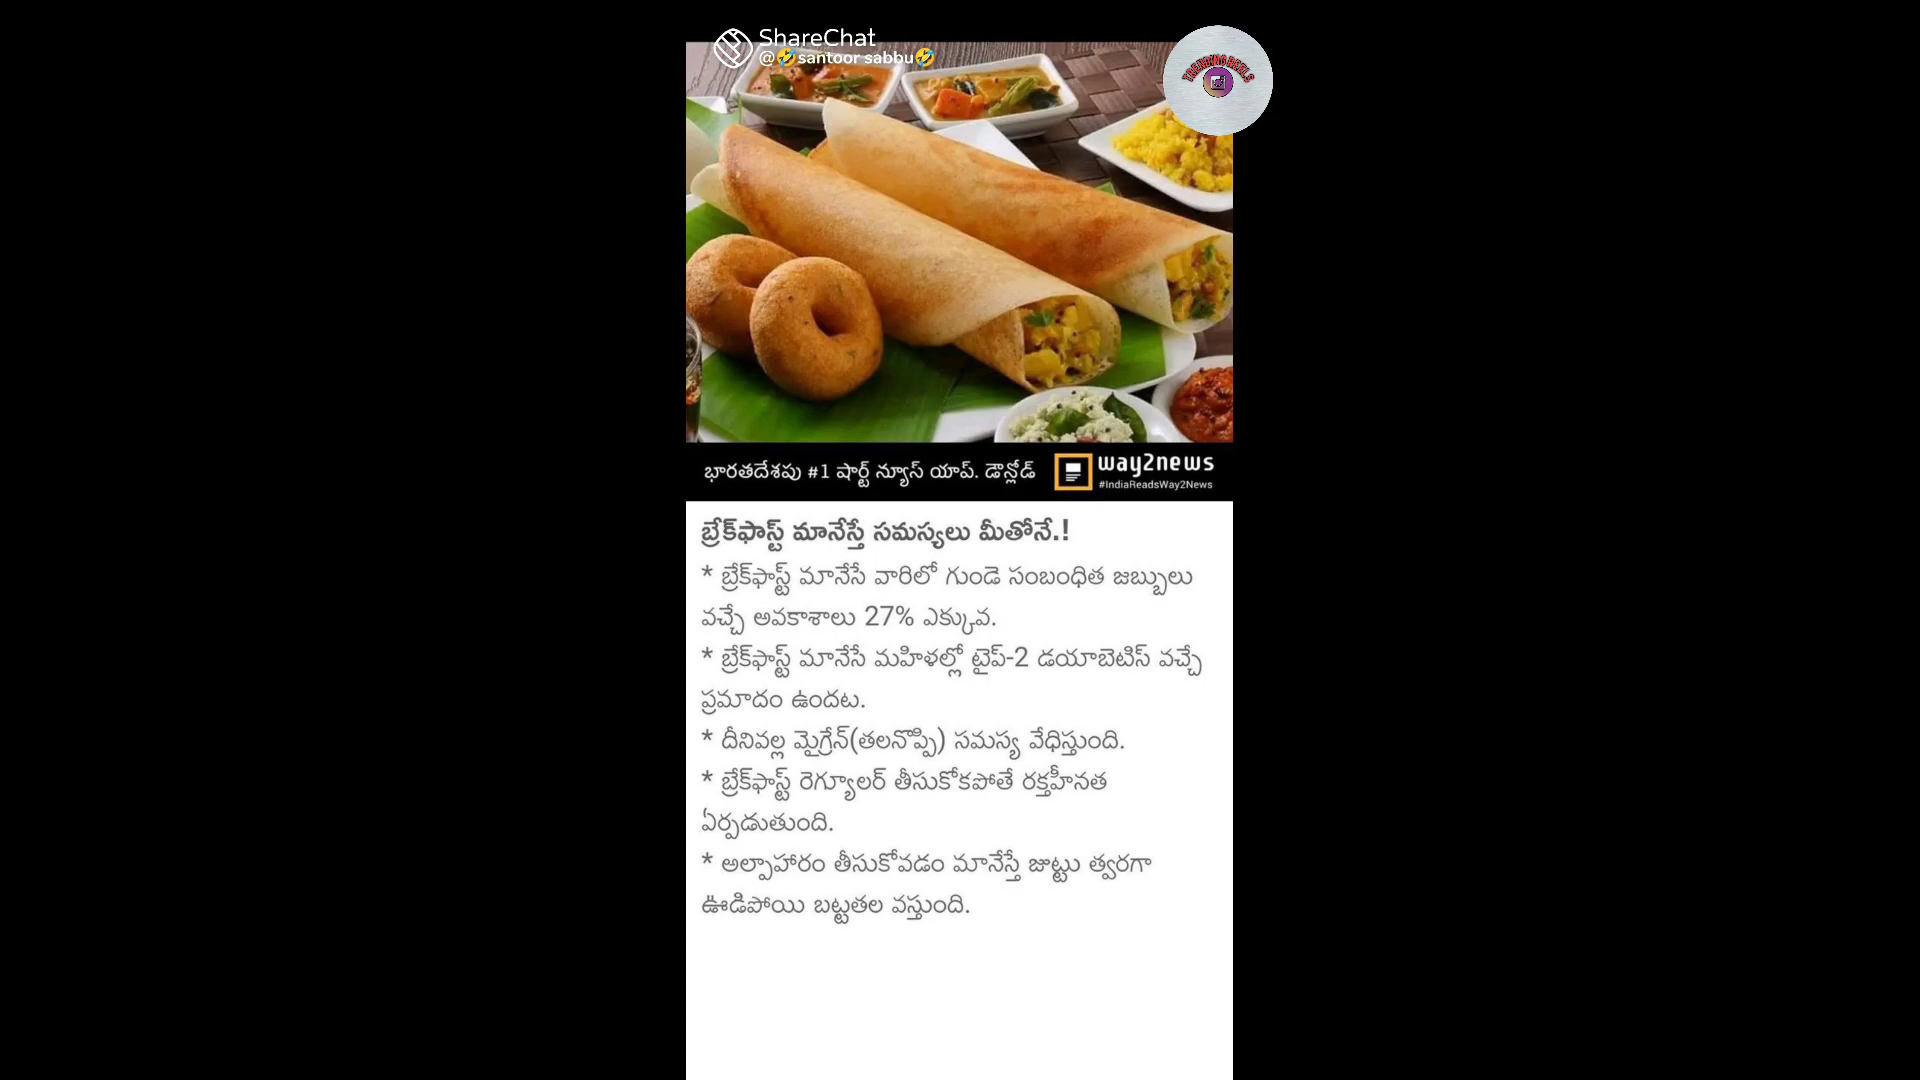 ShareChat
@🤣santoor sabbu🤣
TRENDING REELS
భారతదేశపు #1 షార్ట్ న్యూస్ యాప్. డౌన్లోడ్
way2news
#IndiaReadsWay2News
బ్రేక్‌ఫాస్ట్ మానేస్తే సమస్యలు మీతోనే.!
* బ్రేక్‌ఫాస్ట్ మానేసే వారిలో గుండె సంబంధిత జబ్బులు
వచ్చే అవకాశాలు 27% ఎక్కువ.
* బ్రేక్‌ఫాస్ట్ మానేసే మహిళల్లో టైప్-2 డయాబెటిస్ వచ్చే
ప్రమాదం ఉందట.
* దీనివల్ల మైగ్రేన్(తలనొప్పి) సమస్య వేధిస్తుంది.
* బ్రేక్‌ఫాస్ట్ రెగ్యూలర్ తీసుకోకపోతే రక్తహీనత
ఏర్పడుతుంది.
* అల్పాహారం తీసుకోవడం మానేస్తే జుట్టు త్వరగా
ఊడిపోయి బట్టతల వస్తుంది.